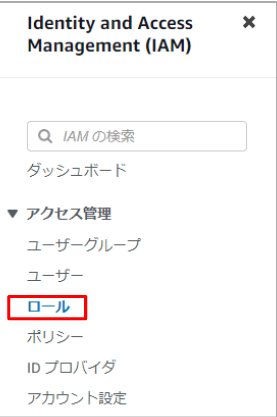 Identity and Access
Management (IAM)
IAM の検索
ダッシュボード
アクセス管理
ユーザーグループ
ユーザー
ロール
ポリシー
ID プロバイダ
アカウント設定